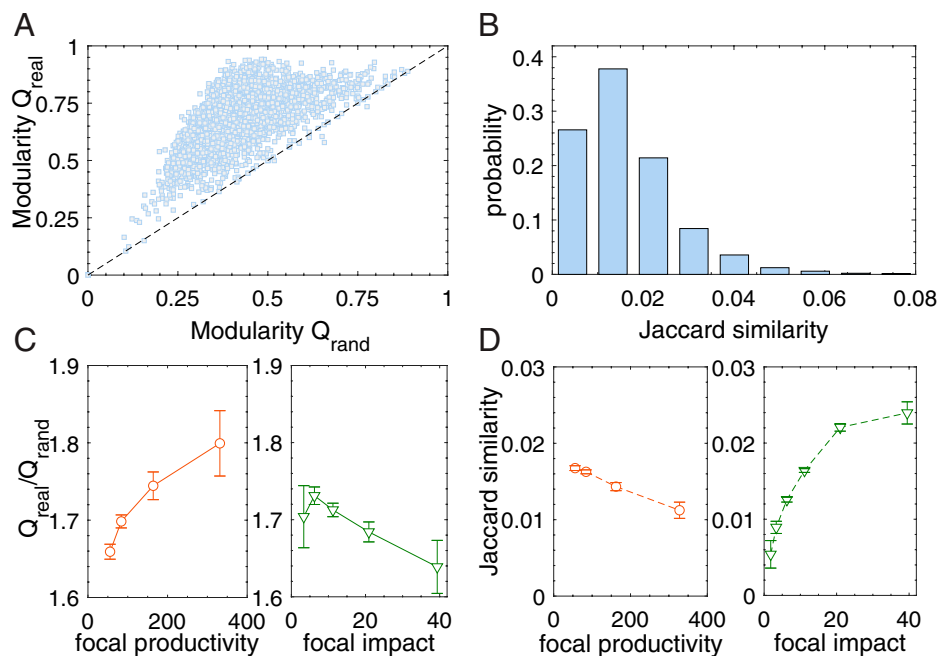 A
Modularity Q_real
1
0.75
0.5
0.25
0
0 0.25 0.5 0.75 1
Modularity Q_rand
B
probability
0.4
0.3
0.2
0.1
0
0.02 0.04 0.06 0.08
Jaccard similarity
C
Q_real/Q_rand
1.9
1.8
1.7
1.6
0 200 400
focal productivity
1.9
1.8
1.7
1.6
0 20 40
focal impact
D
Jaccard similarity
0.03
0.02
0.01
0
0 200 400
focal productivity
0.03
0.02
0.01
0
0 20 40
focal impact